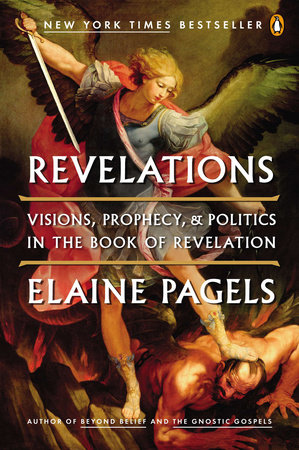 NEW YORK TIMES BESTSELLER
REVELATIONS
VISIONS, PROPHECY, & POLITICS
IN THE BOOK OF REVELATION
ELAINE PAGELS
AUTHOR OF BEYOND BELIEF AND THE GNOSTIC GOSPELS